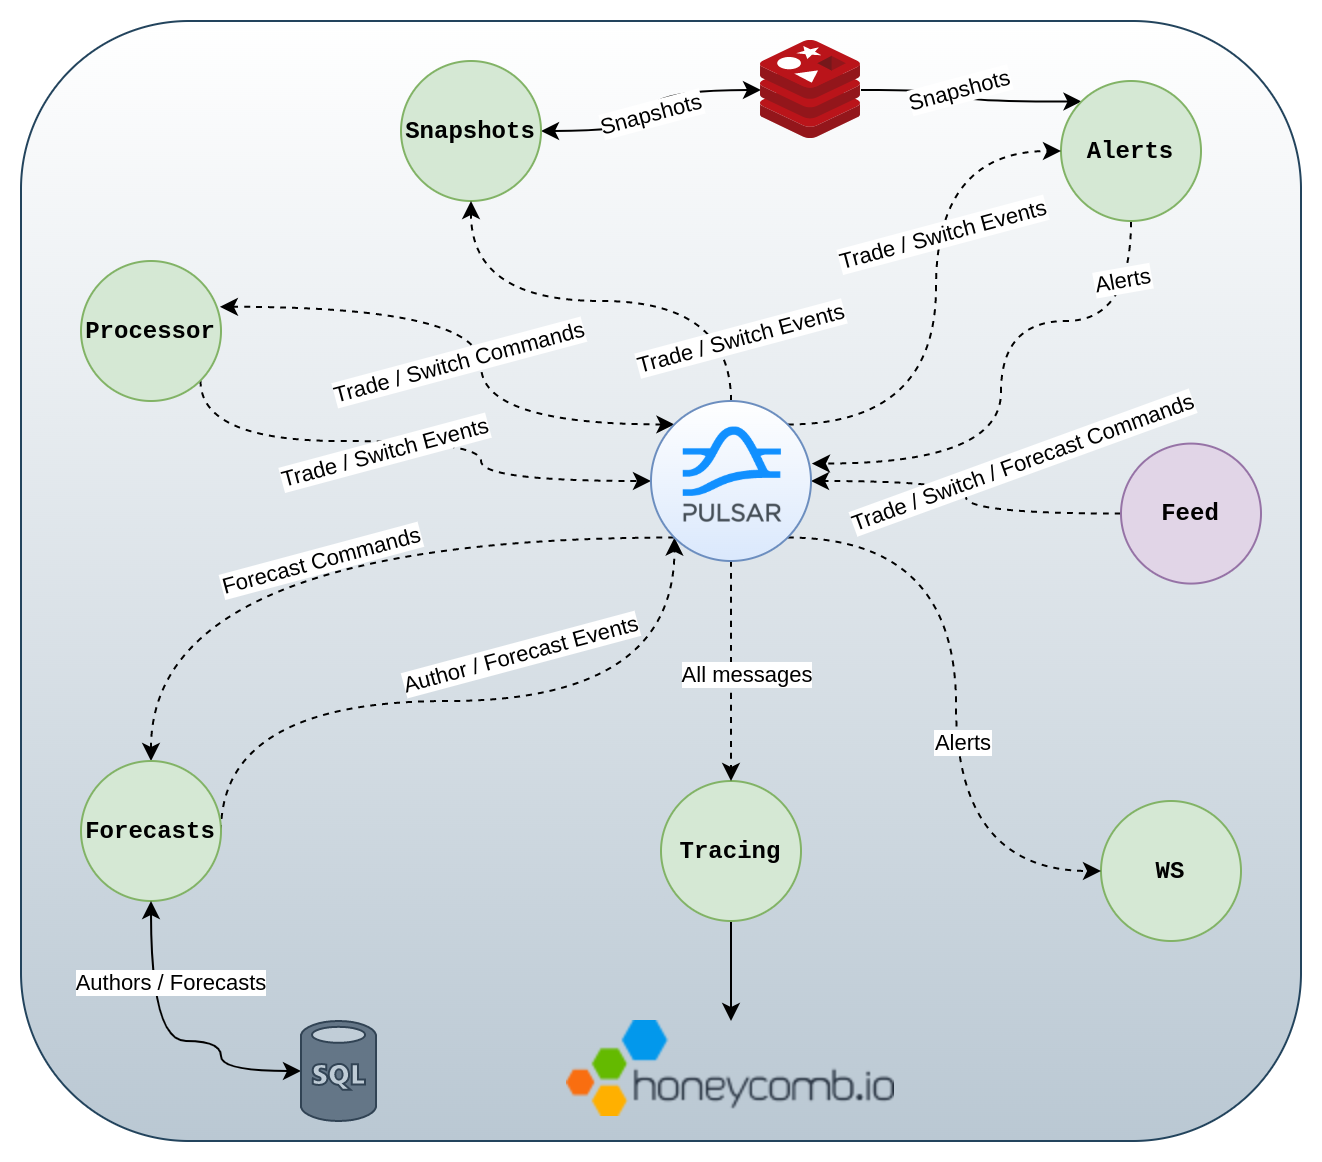 Snapshots
Snapshots
Snapshots
Alerts
Trade / Switch Events
Alerts
Processor
Trade / Switch Commands
Trade / Switch Events
Trade / Switch Events
Trade / Switch / Forecast Commands
PULSAR
Feed
Forecast Commands
Author / Forecast Events
All messages
Alerts
Forecasts
Tracing
WS
Authors / Forecasts
SQL
honeycomb.io